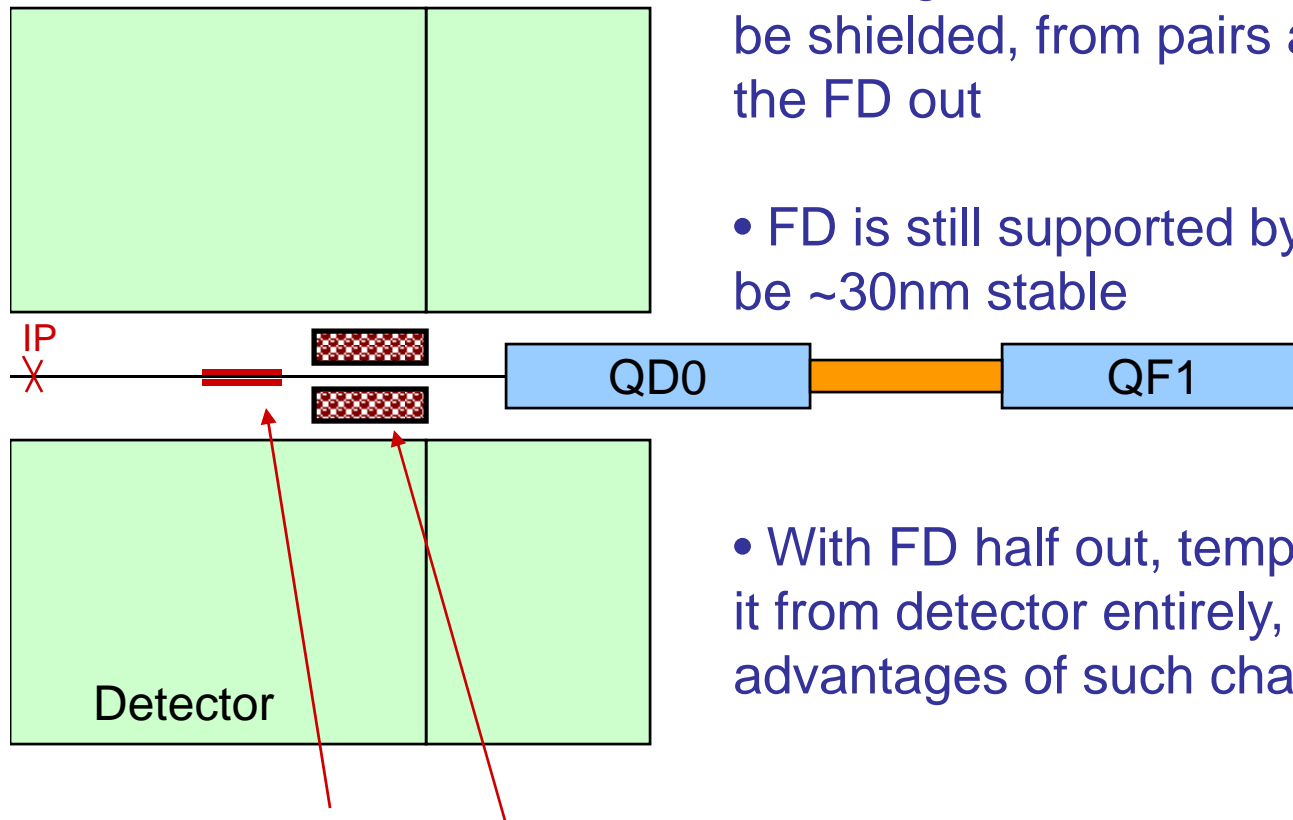 be shielded, from pairs a
the FD out
• FD is still supported by
be ~30nm stable
IP
QD0
QF1
• With FD half out, temp
it from detector entirely,
advantages of such cha
Detector